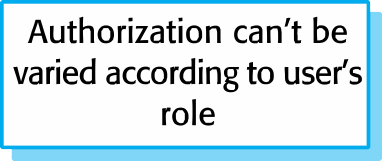 Authorization can’t be
varied according to user’s
role